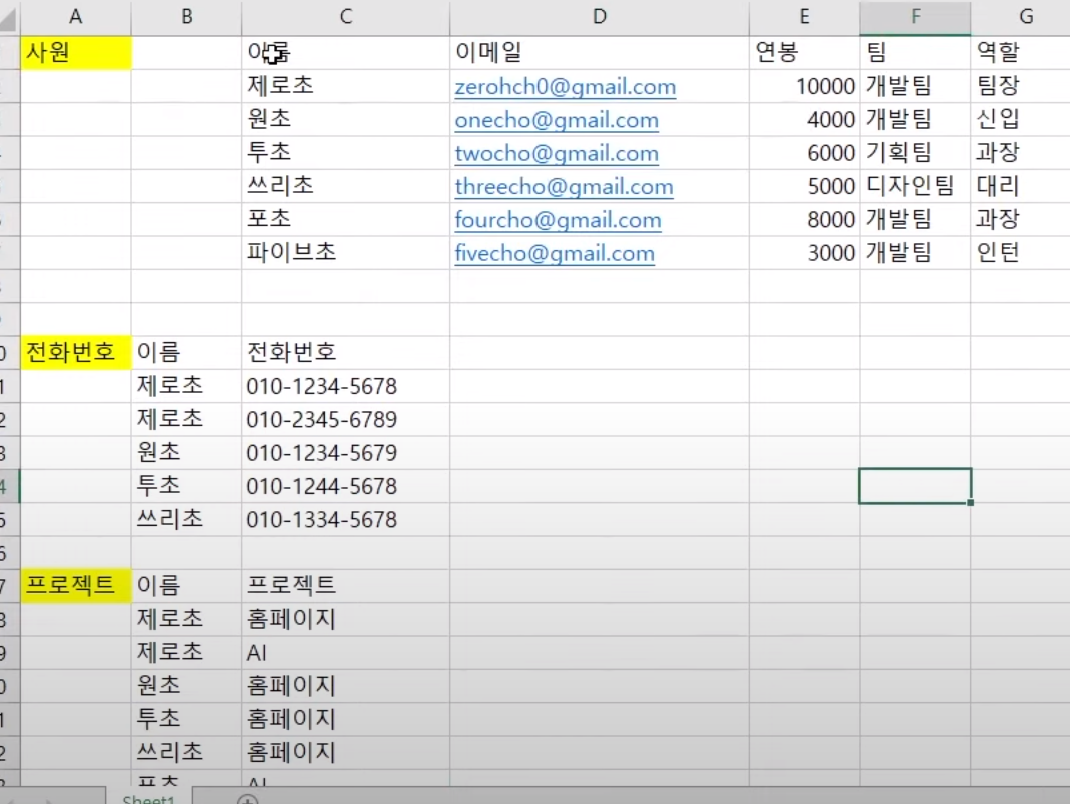 A B C D E F G
사원 이름 이메일 연봉 팀 역할
제로초 zerohch0@gmail.com 10000 개발팀 팀장
원초 onecho@gmail.com 4000 개발팀 신입
투초 twocho@gmail.com 6000 기획팀 과장
쓰리초 threecho@gmail.com 5000 디자인팀 대리
포초 fourcho@gmail.com 8000 개발팀 과장
파이브초 fivecho@gmail.com 3000 개발팀 인턴
전화번호 이름 전화번호
제로초 010-1234-5678
제로초 010-2345-6789
원초 010-1234-5679
투초 010-1244-5678
쓰리초 010-1334-5678
프로젝트 이름 프로젝트
제로초 홈페이지
제로초 AI
원초 홈페이지
투초 홈페이지
쓰리초 홈페이지
포초 AI
Sheet1